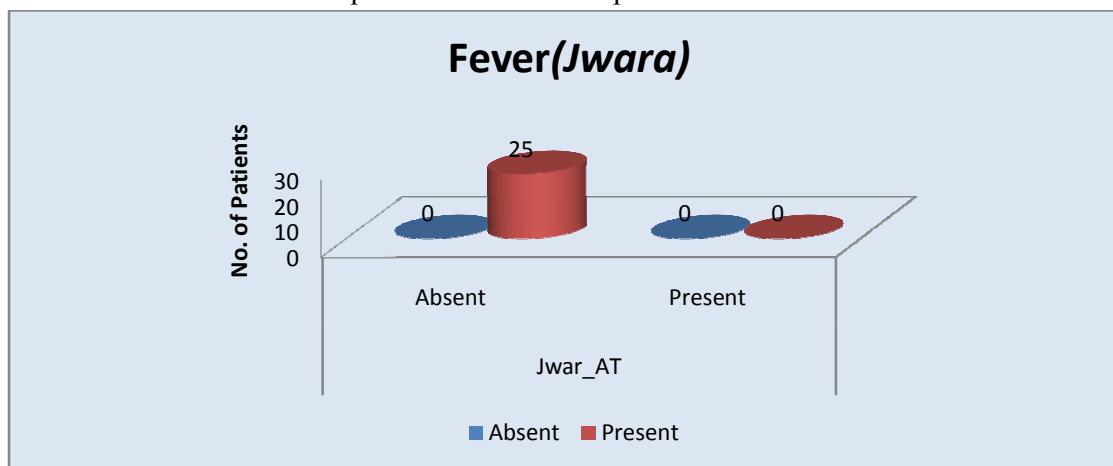 Fever(Jwara)
No. of Patients
30
20
10
0
0
25
0
0
Absent
Present
Jwar_AT
Absent
Present